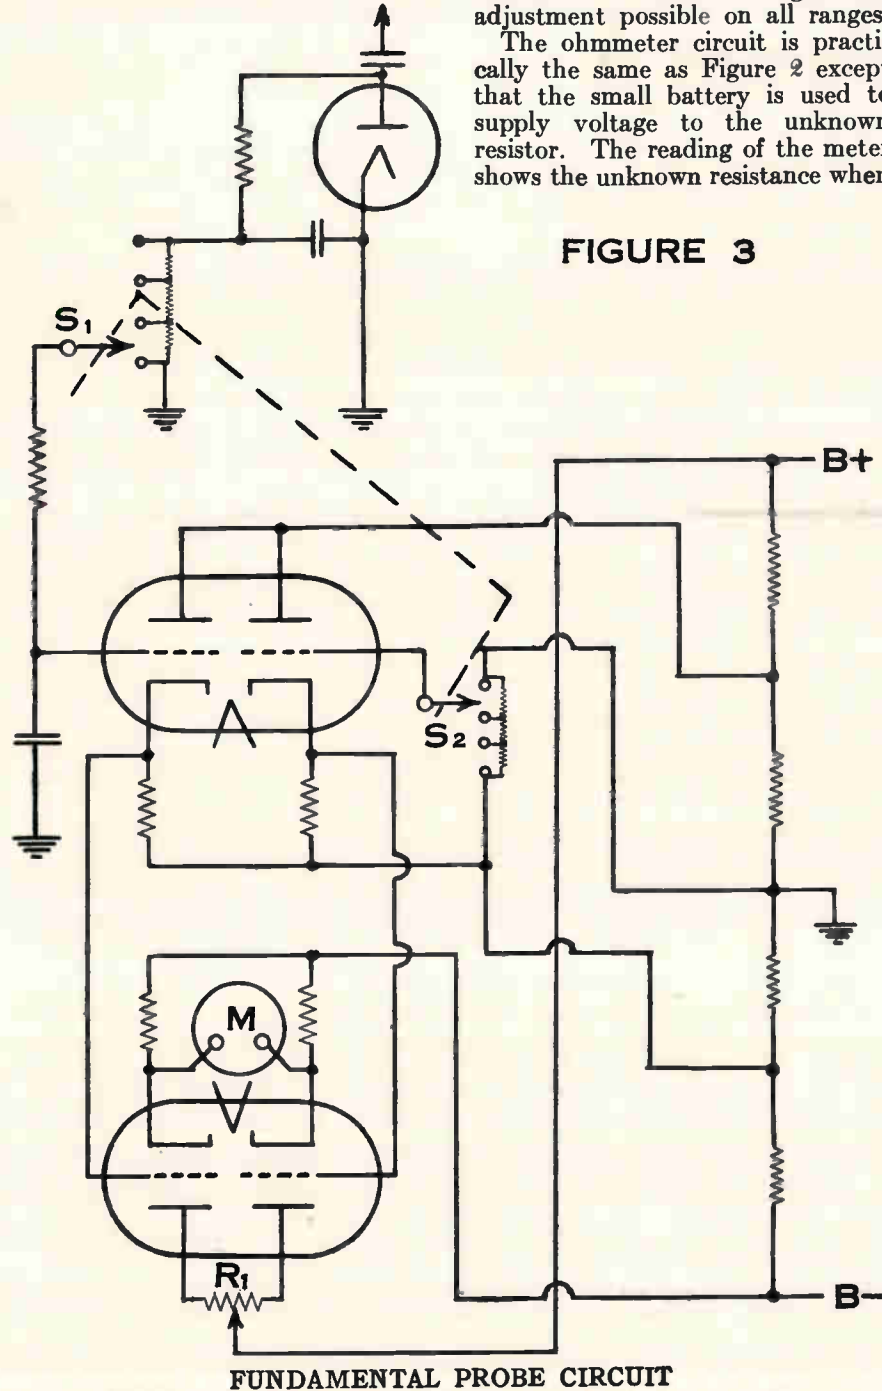 adjustment possible on all ranges
The ohmmeter circuit is practi-
cally the same as Figure 2 except
that the small battery is used to
supply voltage to the unknown
resistor. The reading of the meter
shows the unknown resistance when
FIGURE 3
S1
B+
S2
M
R1
B-
FUNDAMENTAL PROBE CIRCUIT